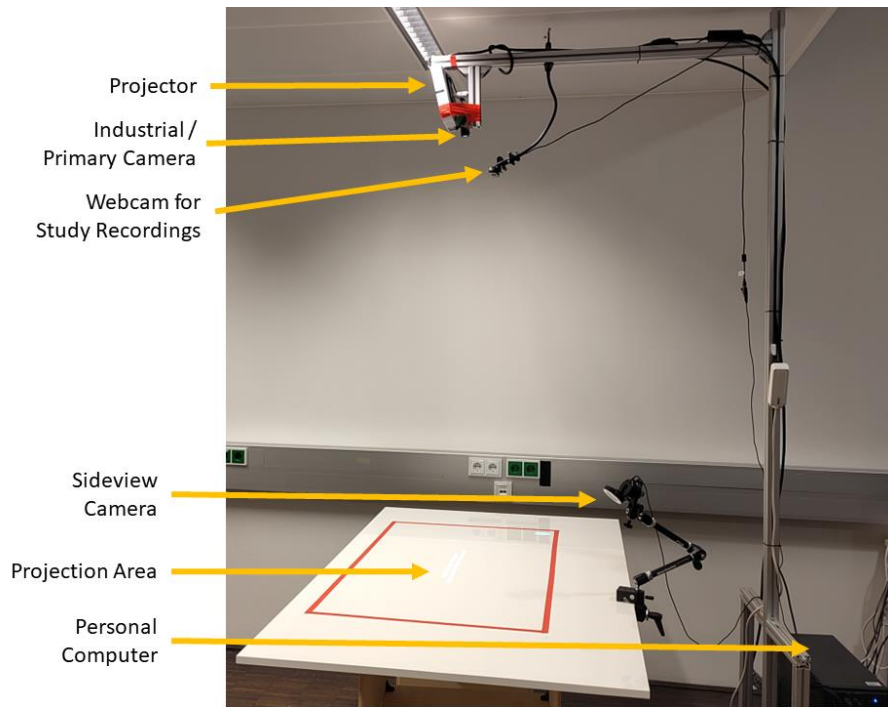 Projector
Industrial /
Primary Camera
Webcam for
Study Recordings
Sideview
Camera
Projection Area
Personal
Computer